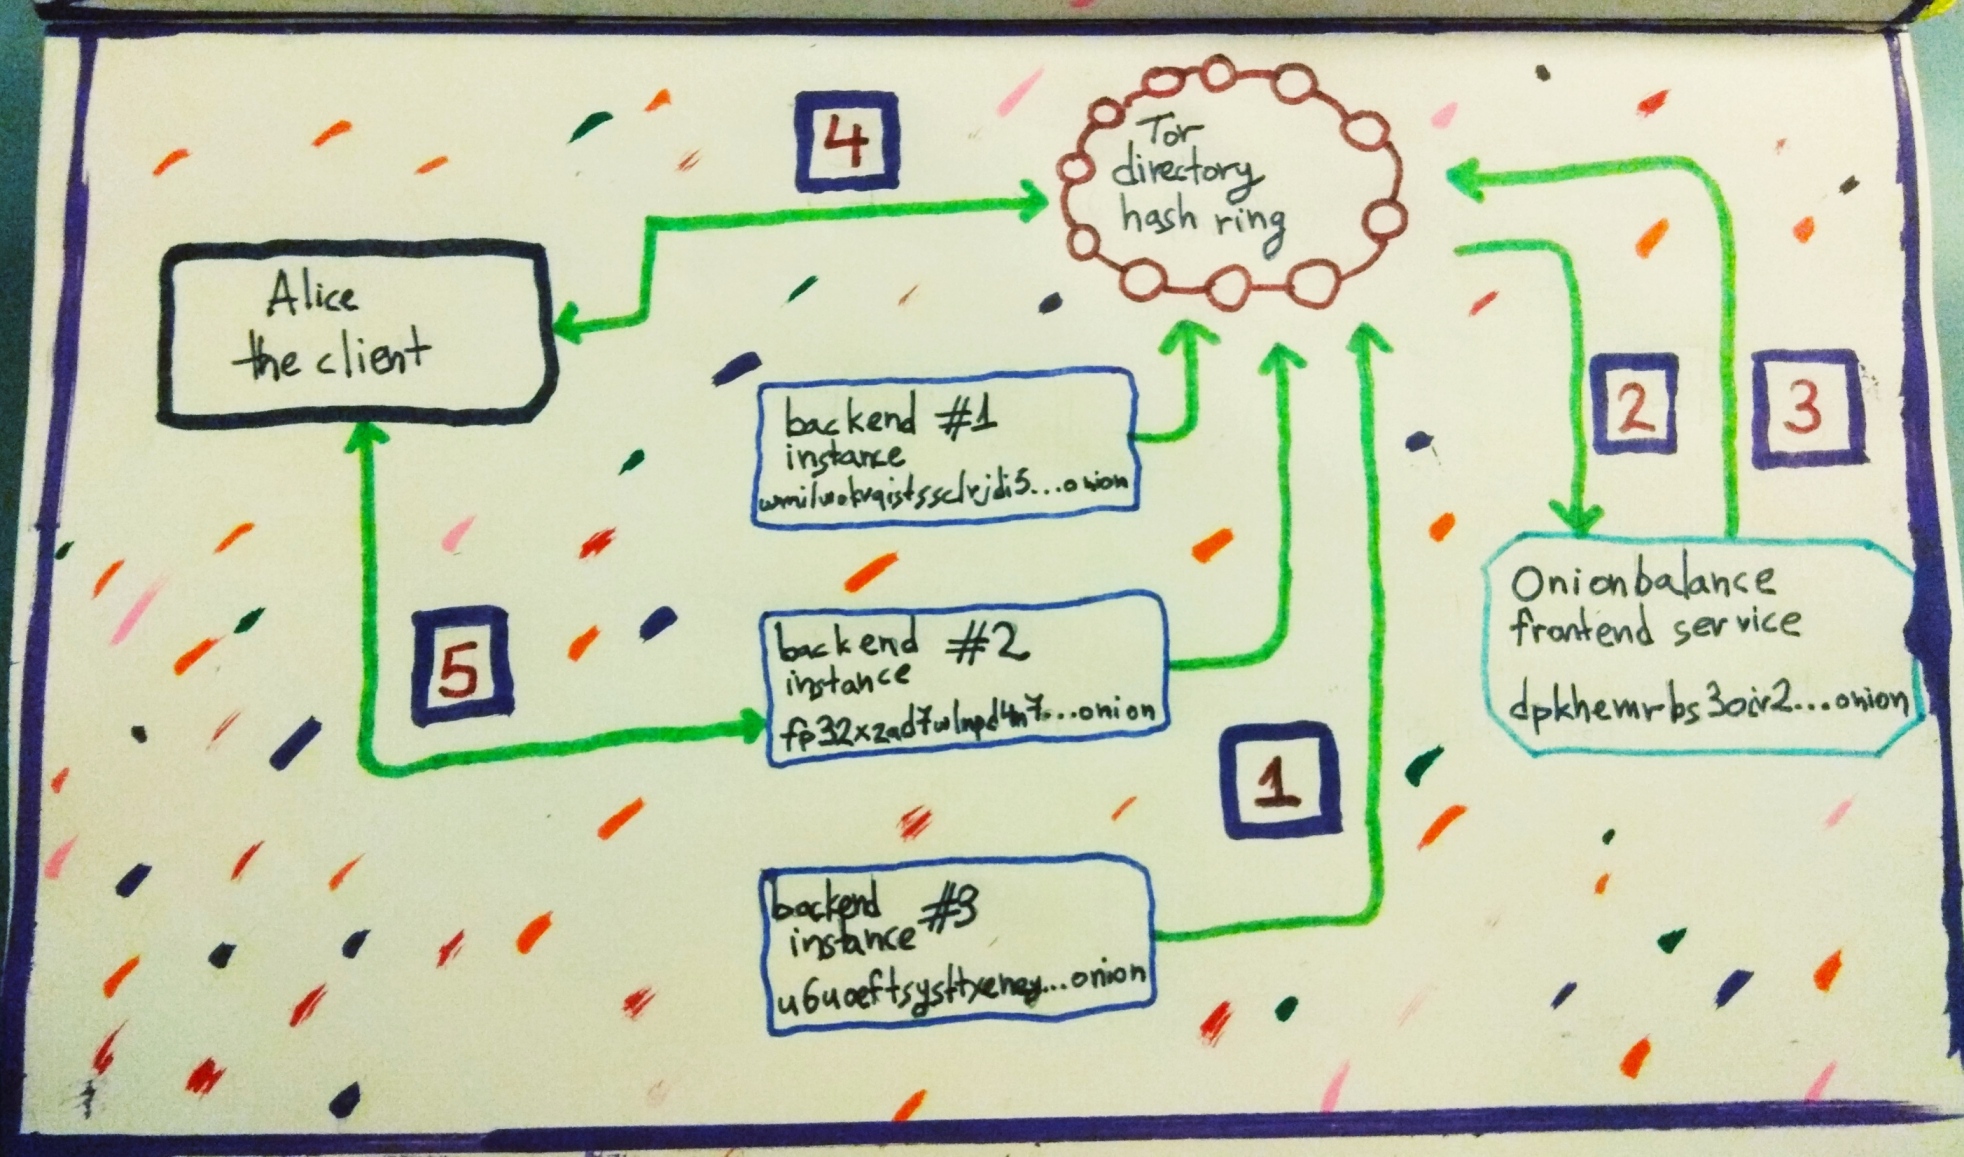 4
Tor
directory
hash ring
Alice
the client
2
3
backend #1
instance
...onion
Onionbalance
frontend service
dpkhemrbs3oiv2...onion
5
backend #2
instance
fp32xzad7wlnpd4n7...onion
1
backend #3
instance
u6uoeftsysttxeney...onion